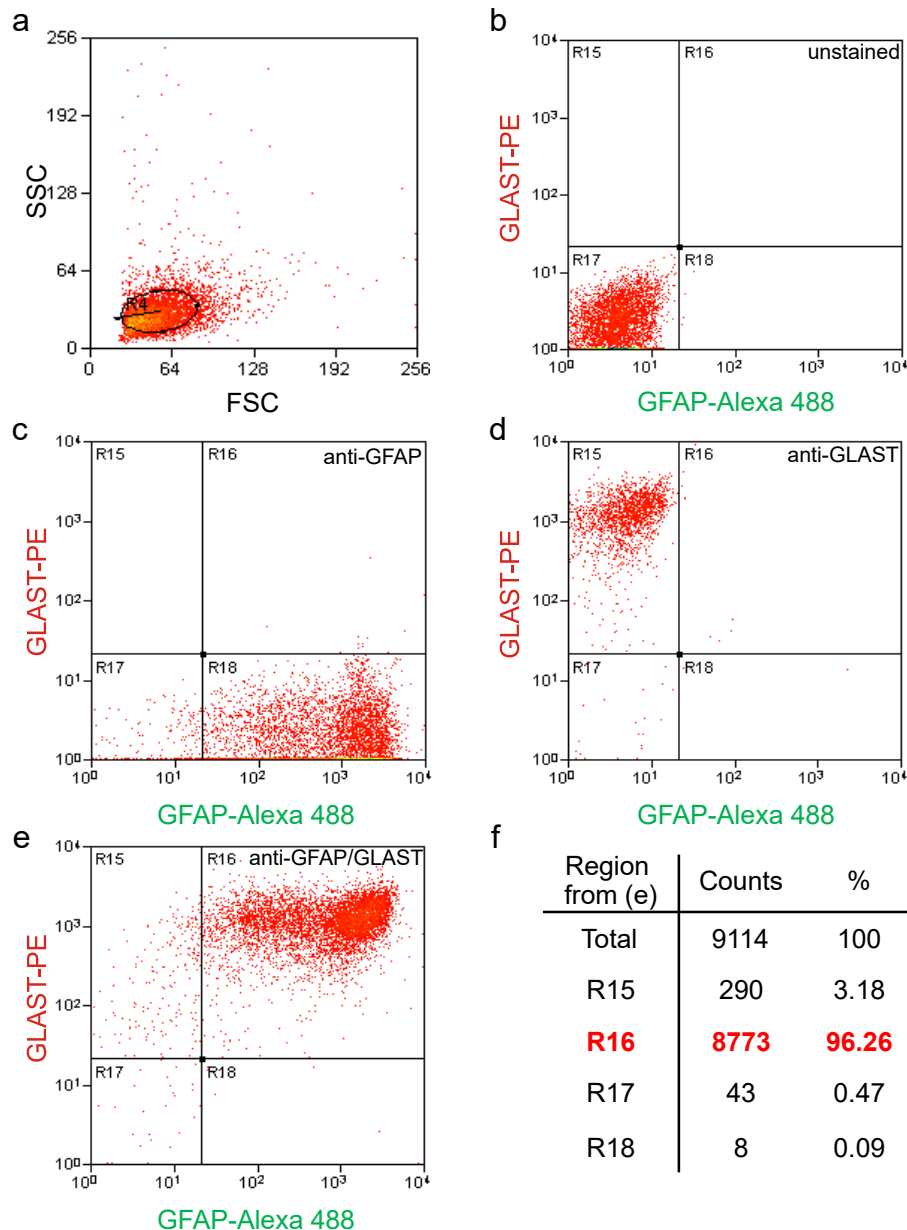 a
256
192
128
64
0
SSC
R4
0 64 128 192 256
FSC
b
10⁴
10³
10²
10¹
10⁰
GLAST-PE
R15 R16 unstained
R17 R18
10⁰ 10¹ 10² 10³ 10⁴
GFAP-Alexa 488
c
10⁴
10³
10²
10¹
10⁰
GLAST-PE
R15 R16 anti-GFAP
R17 R18
10⁰ 10¹ 10² 10³ 10⁴
GFAP-Alexa 488
d
10⁴
10³
10²
10¹
10⁰
GLAST-PE
R15 R16 anti-GLAST
R17 R18
10⁰ 10¹ 10² 10³ 10⁴
GFAP-Alexa 488
e
10⁴
10³
10²
10¹
10⁰
GLAST-PE
R15 R16 anti-GFAP/GLAST
R17 R18
10⁰ 10¹ 10² 10³ 10⁴
GFAP-Alexa 488
f
Region
from (e) Counts %
Total 9114 100
R15 290 3.18
R16 8773 96.26
R17 43 0.47
R18 8 0.09